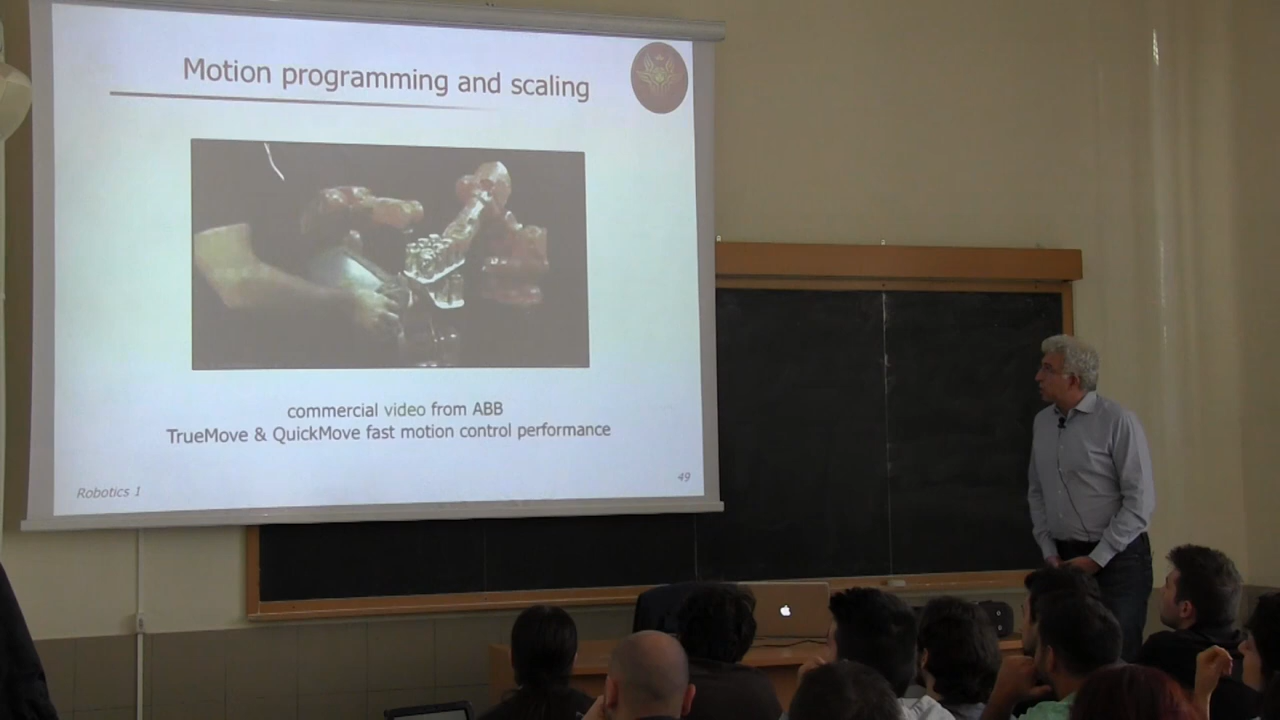 Motion programming and scaling
commercial video from ABB
TrueMove & QuickMove fast motion control performance
Robotics 1
49